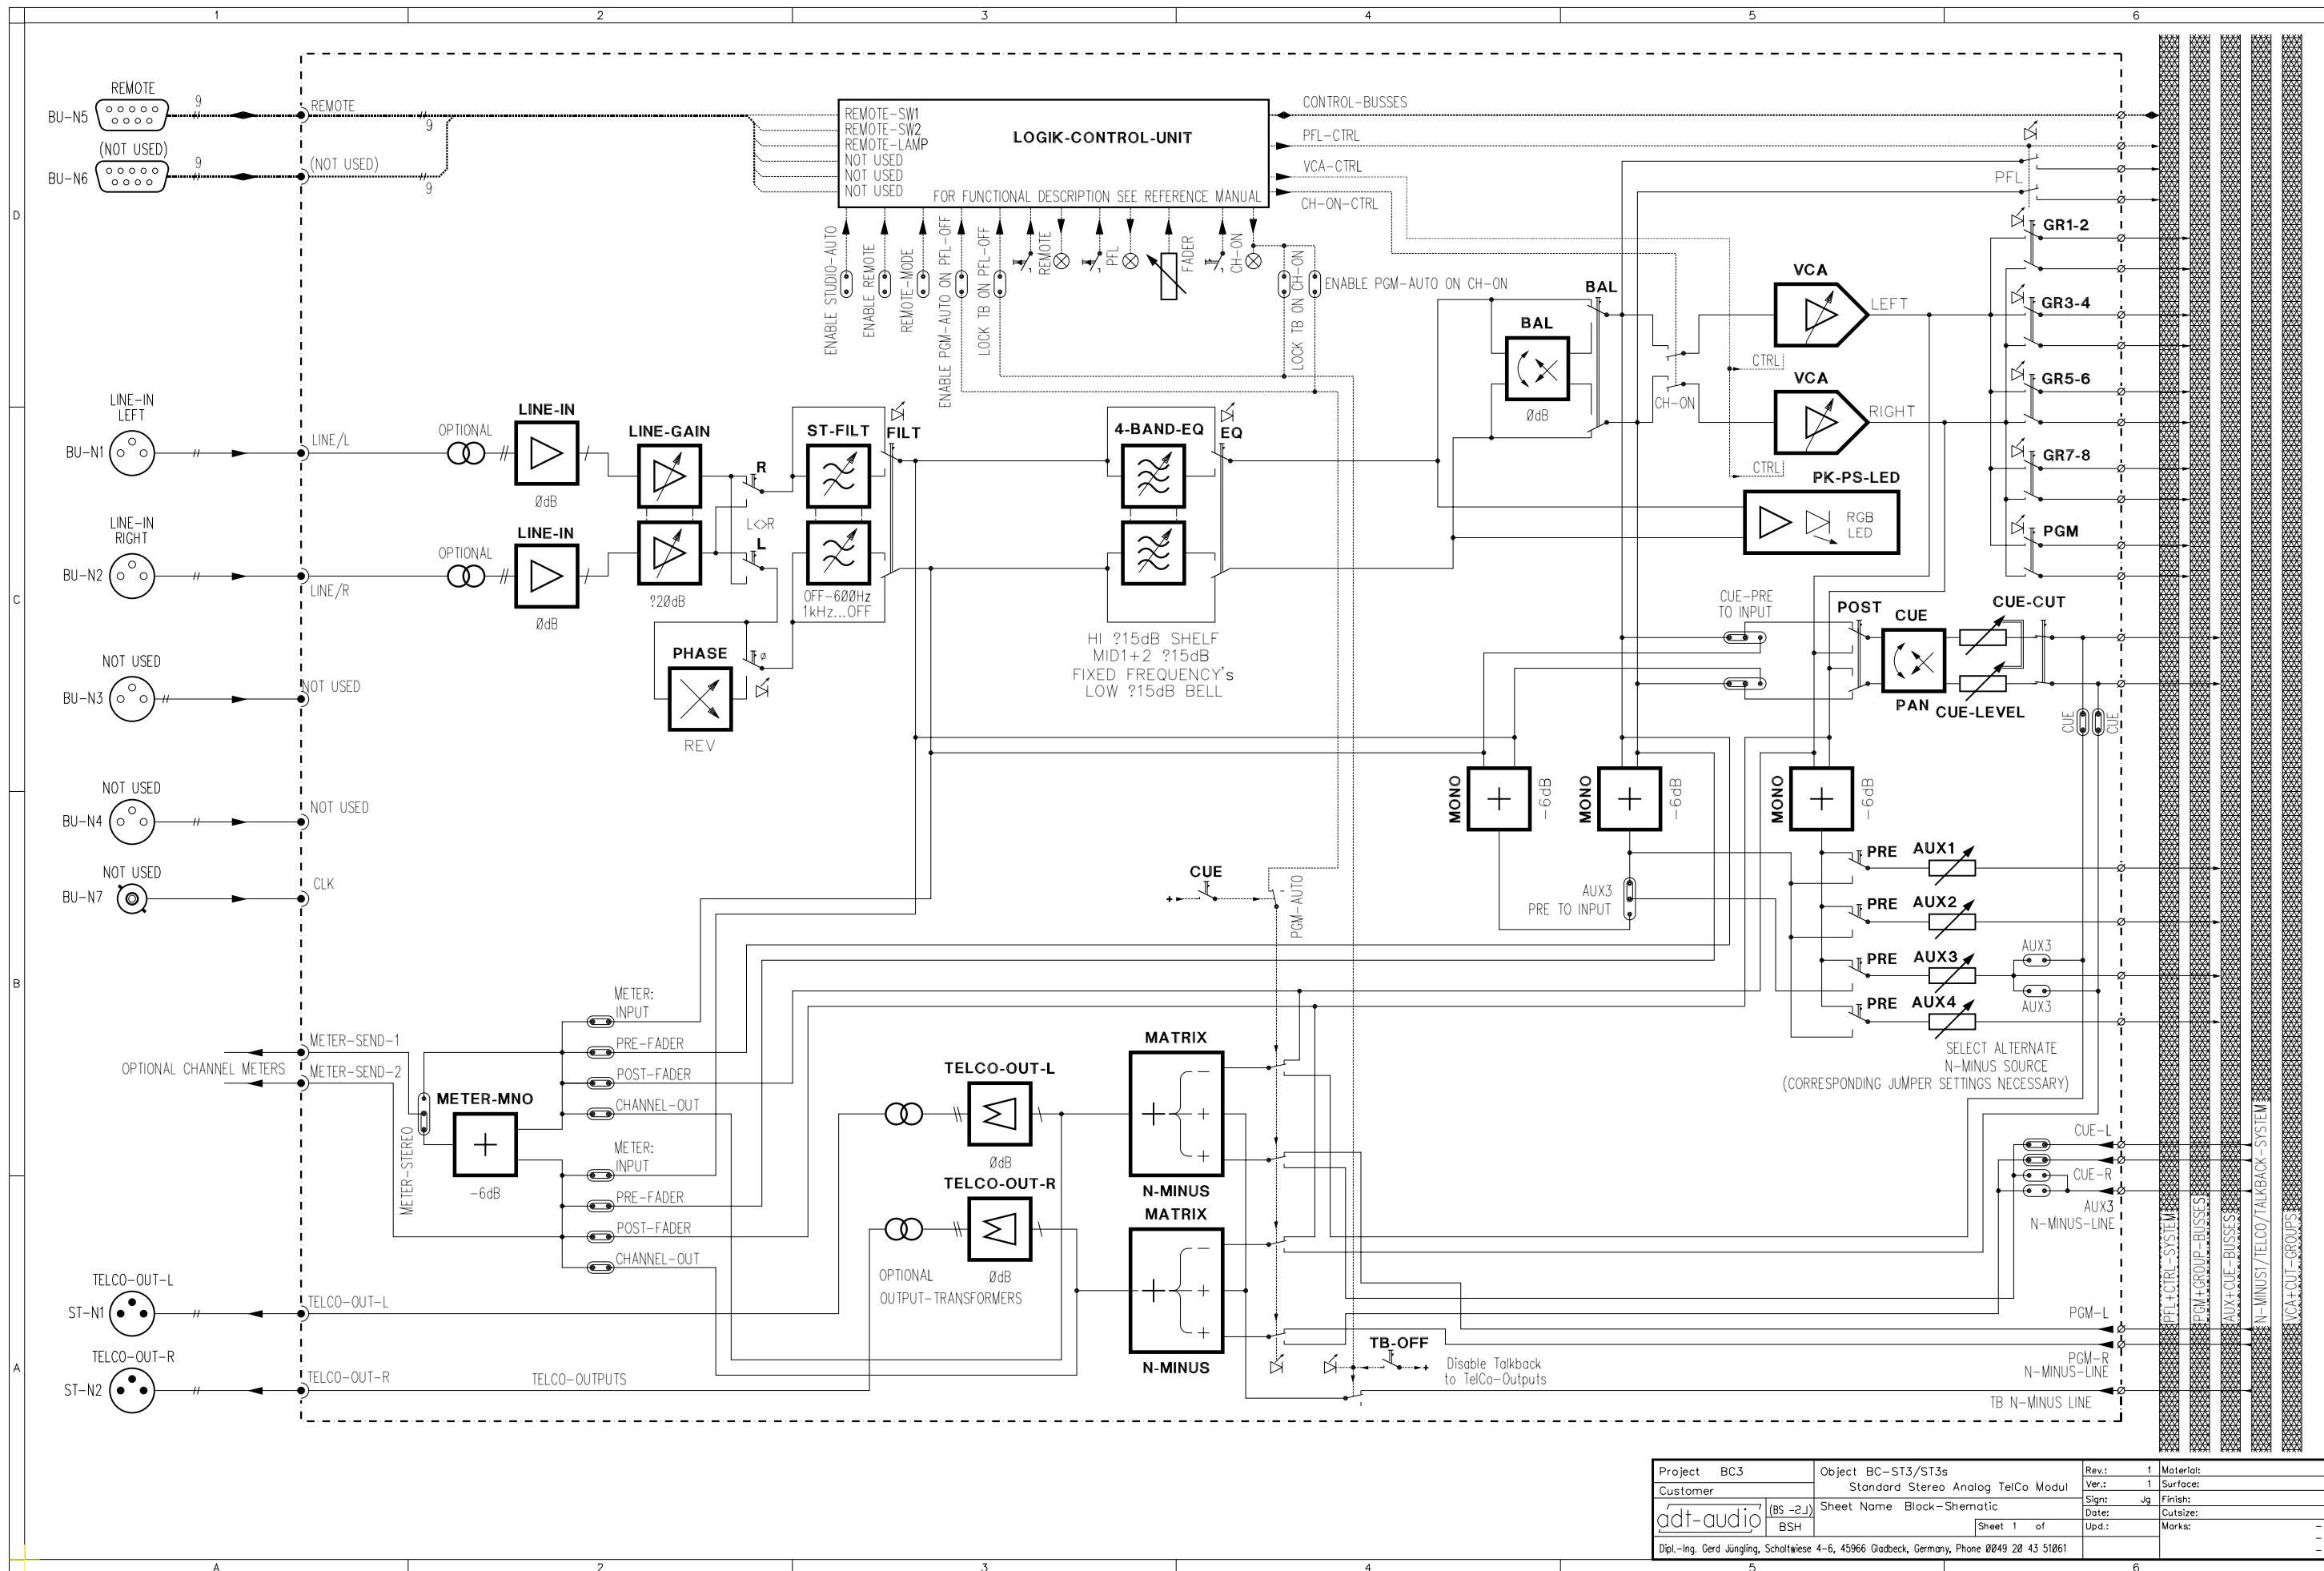 1 2 3 4 5 6
REMOTE
BU-N5
9
REMOTE
9
(NOT USED)
BU-N6
9
(NOT USED)
9
REMOTE-SW1
REMOTE-SW2
REMOTE-LAMP
NOT USED
NOT USED
NOT USED
LOGIK-CONTROL-UNIT
FOR FUNCTIONAL DESCRIPTION SEE REFERENCE MANUAL
CONTROL-BUSSES
PFL-CTRL
VCA-CTRL
CH-ON-CTRL
PFL
D
ENABLE STUDIO-AUTO
ENABLE REMOTE
REMOTE-MODE
ENABLE PGM-AUTO ON PFL-OFF
LOCK TB ON PFL-OFF
REMOTE
PFL
FADER
CH-ON
LOCK TB ON CH-ON
ENABLE PGM-AUTO ON CH-ON
GR1-2
GR3-4
GR5-6
GR7-8
PGM
BAL
BAL
ØdB
CH-ON
VCA
LEFT
CTRL
VCA
RIGHT
CTRL
PK-PS-LED
RGB
LED
LINE-IN
LEFT
BU-N1
LINE/L
OPTIONAL
LINE-IN
ØdB
LINE-GAIN
?20dB
R
L<>R
L
ST-FILT
FILT
OFF-600Hz
1kHz...OFF
4-BAND-EQ
EQ
HI ?15dB SHELF
MID1+2 ?15dB
FIXED FREQUENCY's
LOW ?15dB BELL
LINE-IN
RIGHT
BU-N2
LINE/R
OPTIONAL
LINE-IN
ØdB
C
PHASE
ø
REV
NOT USED
BU-N3
NOT USED
CUE-PRE
TO INPUT
POST
CUE
PAN
CUE-CUT
CUE-LEVEL
CUE
CUE
NOT USED
BU-N4
NOT USED
MONO
-6dB
MONO
-6dB
MONO
-6dB
NOT USED
BU-N7
CLK
CUE
PGM-AUTO
AUX3
PRE TO INPUT
PRE AUX1
PRE AUX2
PRE AUX3
PRE AUX4
AUX3
AUX3
B
SELECT ALTERNATE
N-MINUS SOURCE
(CORRESPONDING JUMPER SETTINGS NECESSARY)
METER-SEND-1
OPTIONAL CHANNEL METERS
METER-SEND-2
METER-STEREO
METER-MNO
-6dB
METER:
INPUT
PRE-FADER
POST-FADER
CHANNEL-OUT
METER:
INPUT
PRE-FADER
POST-FADER
CHANNEL-OUT
TELCO-OUT-L
ØdB
TELCO-OUT-R
ØdB
OPTIONAL
OUTPUT-TRANSFORMERS
MATRIX
N-MINUS
MATRIX
N-MINUS
CUE-L
CUE-R
AUX3
N-MINUS-LINE
PGM-L
PGM-R
N-MINUS-LINE
TB N-MINUS LINE
TB-OFF
Disable Talkback
to TelCo-Outputs
TELCO-OUT-L
ST-N1
TELCO-OUT-L
TELCO-OUT-R
ST-N2
TELCO-OUT-R
TELCO-OUTPUTS
A
PFL+CTRL-SYSTEM
PGM+GROUP-BUSSES
AUX+CUE-BUSSES
N-MINUS1/TELCO/TALKBACK-SYSTEM
VCA+CUT-GROUPS
Project BC3
Customer
Object BC-ST3/ST3s
Standard Stereo Analog TelCo Modul
adt-audio
(BS -2J)
BSH
Sheet Name Block-Shematic
Sheet 1 of
Rev.: 1
Ver.: 1
Sign: Jg
Date:
Upd.:
Material:
Surface:
Finish:
Cutsize:
Marks:
Dipl.-Ing. Gerd Jüngling, Scholtwiese 4-6, 45966 Gladbeck, Germany, Phone 0049 20 43 51061
A 2 3 4 5 6